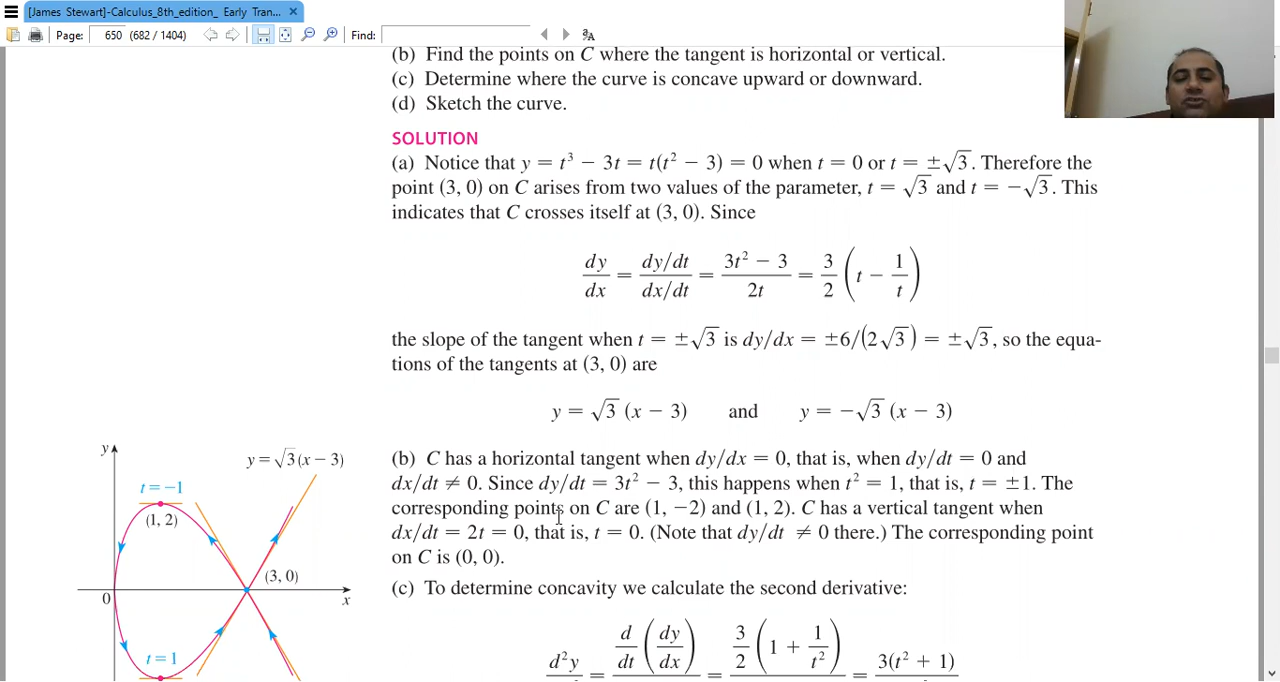 [James Stewart]-Calculus_8th_edition_ Early Tran... ×
Page: 650 (682 / 1404) Find:
(b) Find the points on C where the tangent is horizontal or vertical.
(c) Determine where the curve is concave upward or downward.
(d) Sketch the curve.
SOLUTION
(a) Notice that y = t³ − 3t = t(t² − 3) = 0 when t = 0 or t = ±√3. Therefore the
point (3, 0) on C arises from two values of the parameter, t = √3 and t = −√3. This
indicates that C crosses itself at (3, 0). Since
dy/dx = (dy/dt)/(dx/dt) = (3t² − 3)/2t = 3/2 (t − 1/t)
the slope of the tangent when t = ±√3 is dy/dx = ±6/(2√3) = ±√3, so the equa-
tions of the tangents at (3, 0) are
y = √3 (x − 3) and y = −√3 (x − 3)
(b) C has a horizontal tangent when dy/dx = 0, that is, when dy/dt = 0 and
dx/dt ≠ 0. Since dy/dt = 3t² − 3, this happens when t² = 1, that is, t = ±1. The
corresponding points on C are (1, −2) and (1, 2). C has a vertical tangent when
dx/dt = 2t = 0, that is, t = 0. (Note that dy/dt ≠ 0 there.) The corresponding point
on C is (0, 0).
(c) To determine concavity we calculate the second derivative:
d²y = d/dt (dy/dx) = 3/2 (1 + 1/t²) = 3(t² + 1)
y
y = √3 (x − 3)
t = −1
(1, 2)
(3, 0)
0
x
t = 1